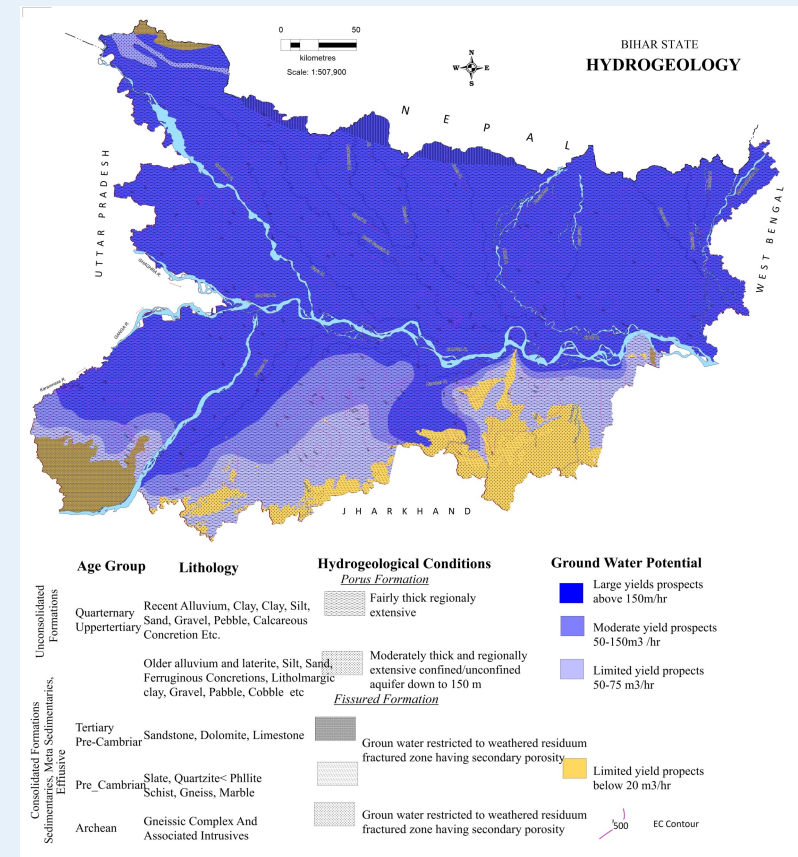 BIHAR STATE
HYDROGEOLOGY
0 50
kilometres
Scale: 1:507,900
N
W E
S
NEPAL
UTTAR PRADESH
WEST BENGAL
GHAGHRA R.
GANGA R.
Karamnasa R.
JHARKHAND
Age Group
Lithology
Hydrogeological Conditions
Ground Water Potential
Porus Formation
Unconsolidated
Formations
Quarternary
Uppertertiary
Recent Alluvium, Clay, Clay, Silt,
Sand, Gravel, Pebble, Calcareous
Concretion Etc.
Fairly thick regionaly
extensive
Large yields prospects
above 150m/hr
Moderate yield prospects
50-150m3 /hr
Older alluvium and laterite, Silt, Sand,
Ferruginous Concretions, Litholmargic
clay, Gravel, Pabble, Cobble etc
Moderately thick and regionally
extensive confined/unconfined
aquifer down to 150 m
Limited yield propects
50-75 m3/hr
Fissured Formation
Consolidated Formations
Sedimentaries, Meta Sedimentaries,
Effiusive
Tertiary
Pre-Cambriar
Sandstone, Dolomite, Limestone
Groun water restricted to weathered residuum
fractured zone having secondary porosity
Pre_Cambrian
Slate, Quartzite< Phllite
Schist, Gneiss, Marble
Limited yield propects
below 20 m3/hr
Archean
Gneissic Complex And
Associated Intrusives
Groun water restricted to weathered residuum
fractured zone having secondary porosity
500
EC Contour